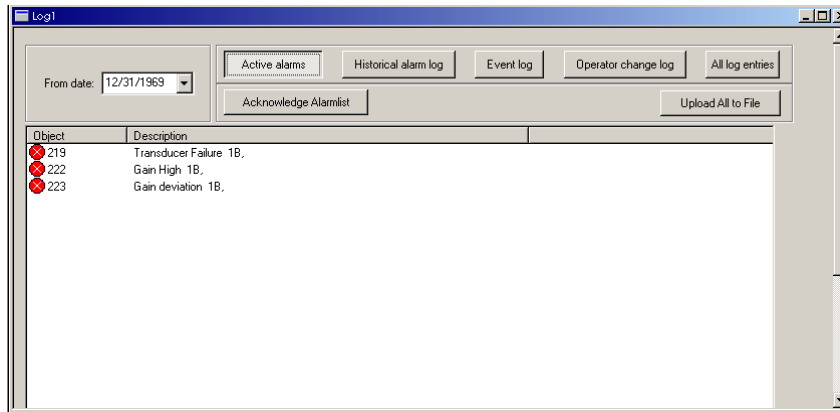 Log1
Active alarms Historical alarm log Event log Operator change log All log entries
From date: 12/31/1969
Acknowledge Alarmlist Upload All to File
Object Description
219 Transducer Failure 1B,
222 Gain High 1B,
223 Gain deviation 1B,